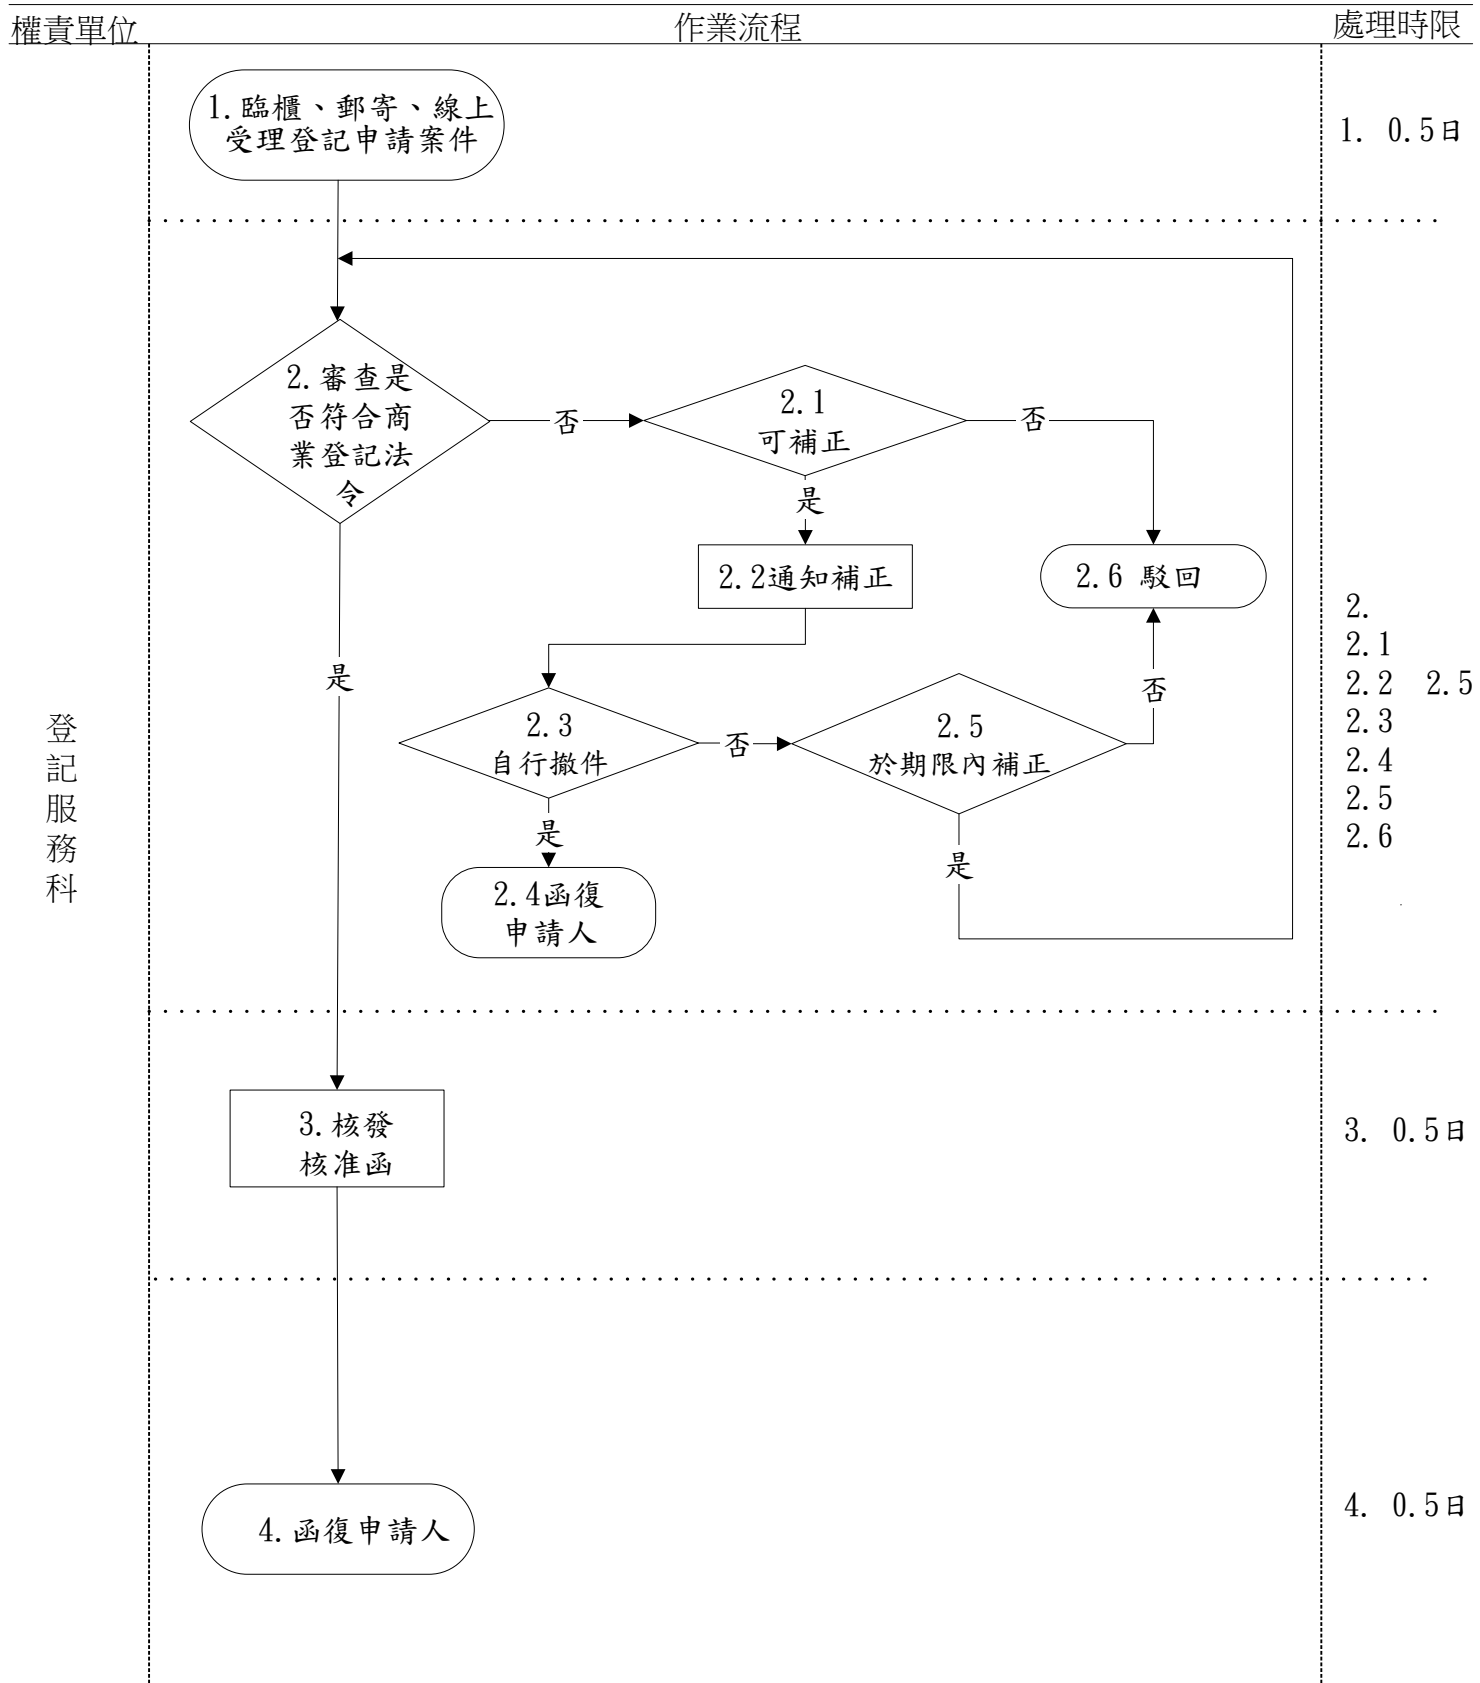 權責單位
作業流程
處理時限
1.臨櫃、郵寄、線上
受理登記申請案件
1. 0.5日
2.審查是
否符合商
業登記法
令
否
2.1
可補正
否
是
2.2通知補正
2.6 駁回
是
2.3
自行撤件
否
2.5
於期限內補正
否
是
2.4函復
申請人
是
2.
2.1
2.2 2.5
2.3
2.4
2.5
2.6
登
記
服
務
科
3.核發
核准函
3. 0.5日
4.函復申請人
4. 0.5日